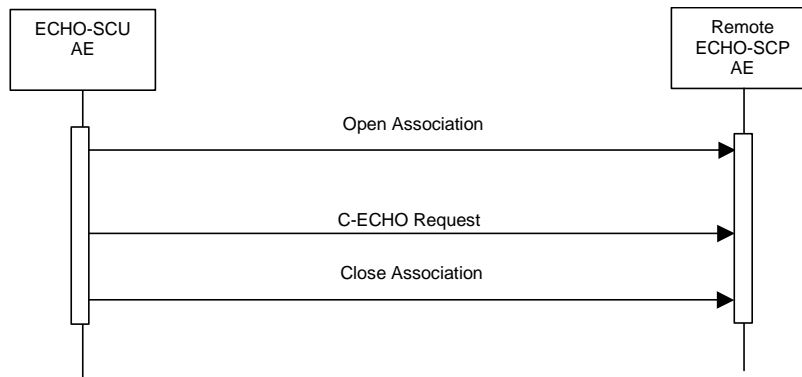 ECHO-SCU
AE
Remote
ECHO-SCP
AE
Open Association
C-ECHO Request
Close Association